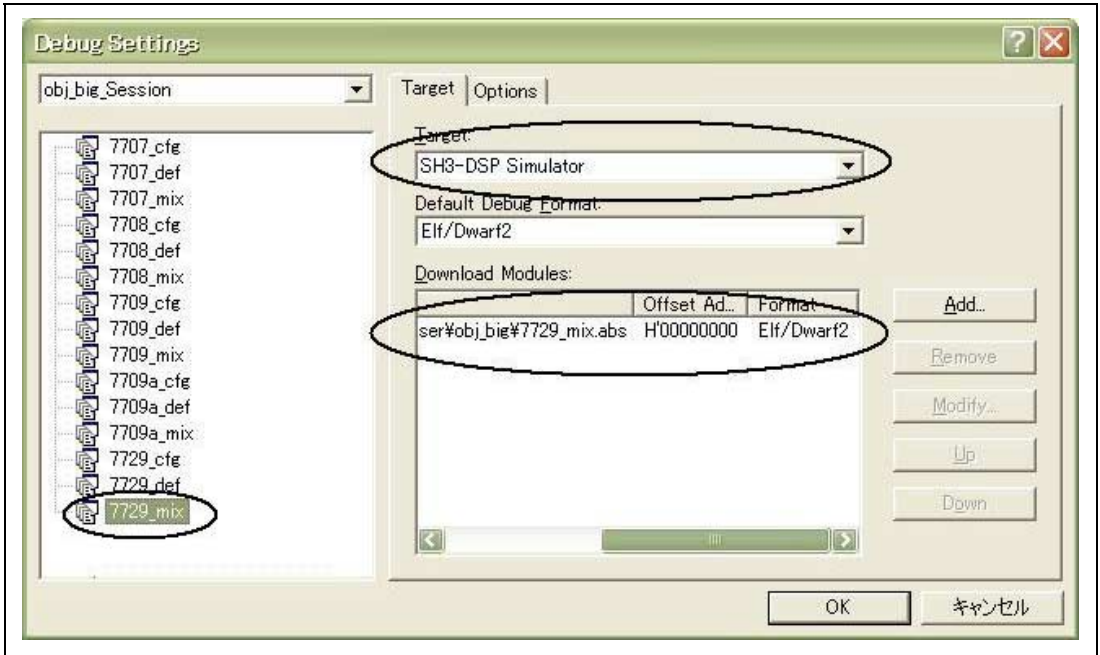 Debug Settings
obj_big_Session
7707_cfg
7707_def
7707_mix
7708_cfg
7708_def
7708_mix
7709_cfg
7709_def
7709_mix
7709a_cfg
7709a_def
7709a_mix
7729_cfg
7729_def
7729_mix
Target Options
Target:
SH3-DSP Simulator
Default Debug Format:
Elf/Dwarf2
Download Modules:
Offset Ad... Format
ser¥obj_big¥7729_mix.abs H'00000000 Elf/Dwarf2
Add...
Remove
Modify...
Up
Down
OK キャンセル